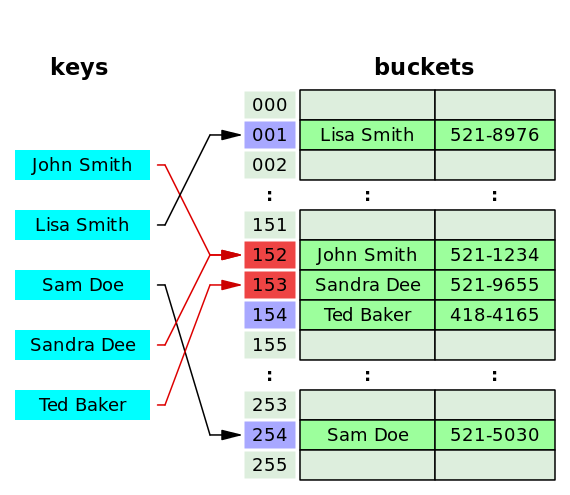 keys
buckets
John Smith
Lisa Smith
Sam Doe
Sandra Dee
Ted Baker
000
001 Lisa Smith 521-8976
002
: : :
151
152 John Smith 521-1234
153 Sandra Dee 521-9655
154 Ted Baker 418-4165
155
: : :
253
254 Sam Doe 521-5030
255